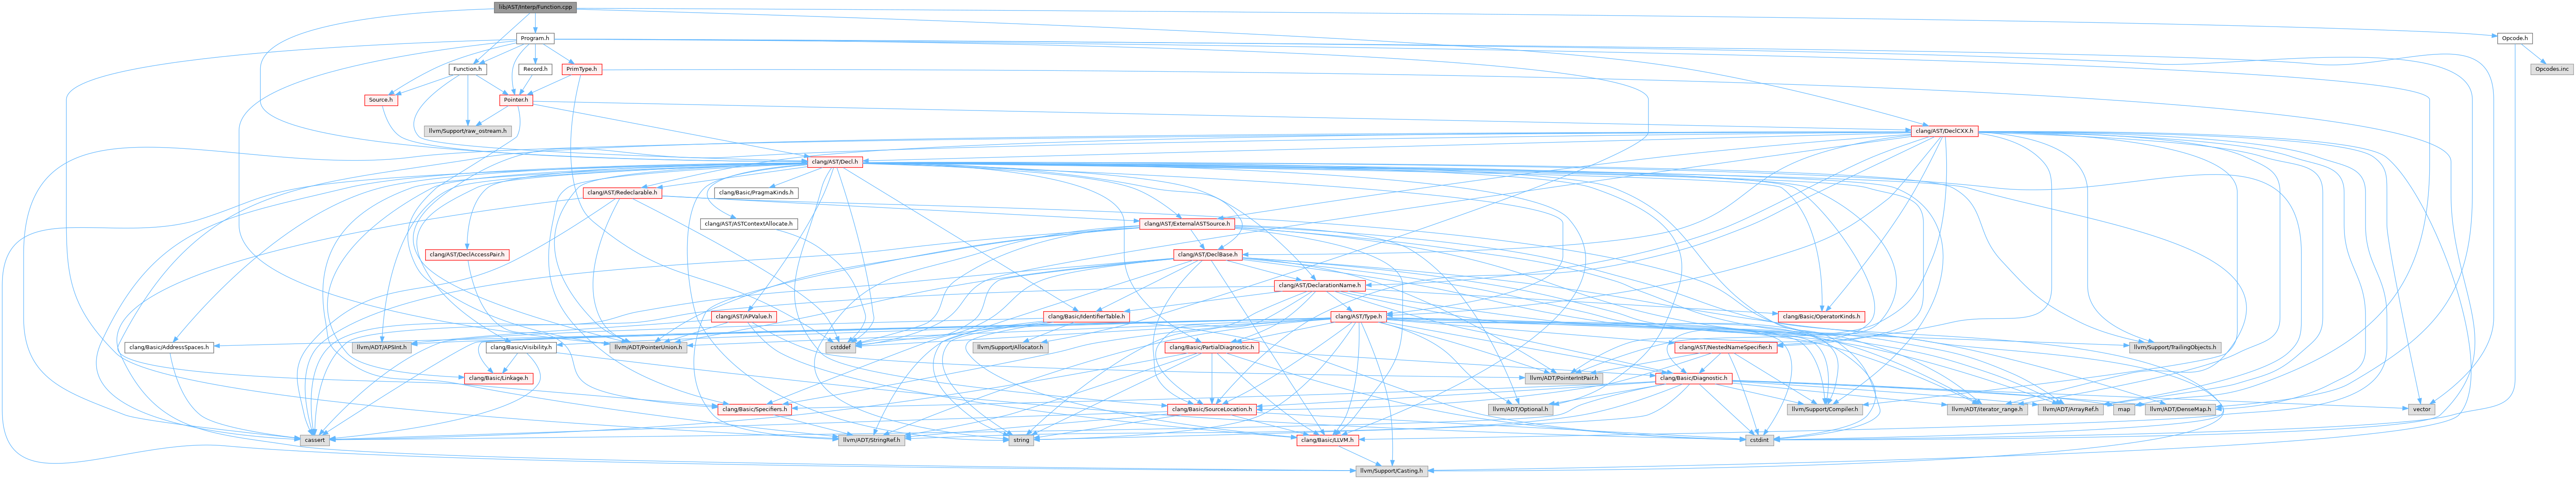 lib/AST/Interp/Function.cpp
Program.h
Opcode.h
Function.h
Record.h
PrimType.h
Opcodes.inc
Source.h
Pointer.h
llvm/Support/raw_ostream.h
clang/AST/DeclCXX.h
clang/AST/Decl.h
clang/AST/Redeclarable.h
clang/Basic/PragmaKinds.h
clang/AST/ASTContextAllocate.h
clang/AST/ExternalASTSource.h
clang/AST/DeclAccessPair.h
clang/AST/DeclBase.h
clang/AST/DeclarationName.h
clang/AST/APValue.h
clang/Basic/IdentifierTable.h
clang/AST/Type.h
clang/Basic/OperatorKinds.h
clang/Basic/AddressSpaces.h
llvm/ADT/APSInt.h
clang/Basic/Visibility.h
llvm/ADT/PointerUnion.h
cstddef
llvm/Support/Allocator.h
clang/Basic/PartialDiagnostic.h
clang/AST/NestedNameSpecifier.h
llvm/Support/TrailingObjects.h
clang/Basic/Linkage.h
llvm/ADT/PointerIntPair.h
clang/Basic/Diagnostic.h
clang/Basic/Specifiers.h
clang/Basic/SourceLocation.h
llvm/ADT/Optional.h
llvm/Support/Compiler.h
llvm/ADT/iterator_range.h
llvm/ADT/ArrayRef.h
map
llvm/ADT/DenseMap.h
vector
cassert
llvm/ADT/StringRef.h
string
clang/Basic/LLVM.h
cstdint
llvm/Support/Casting.h